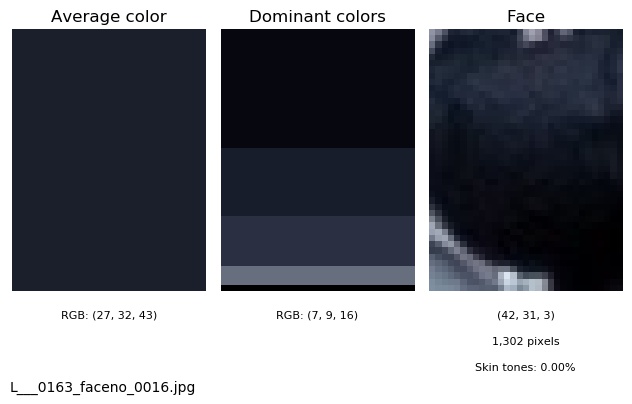 Average color
Dominant colors
Face
RGB: (27, 32, 43)
RGB: (7, 9, 16)
(42, 31, 3)
1,302 pixels
Skin tones: 0.00%
L___0163_faceno_0016.jpg